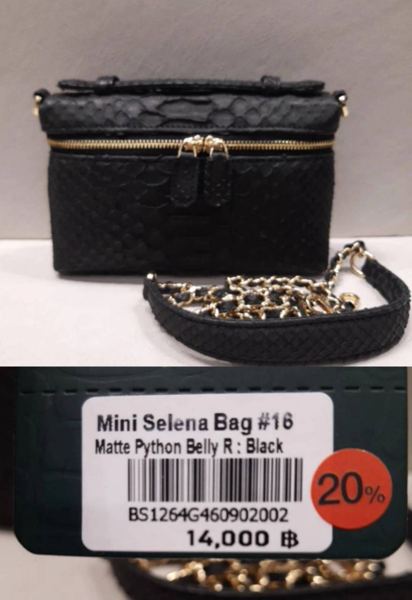 Mini Selena Bag #16
Matte Python Belly R : Black
BS1264G460902002
14,000 ฿
20%